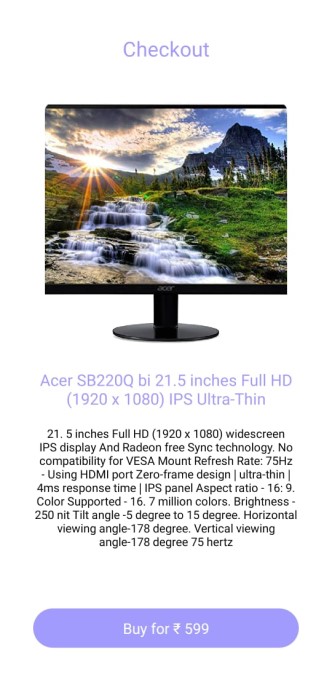 Checkout
acer
Acer SB220Q bi 21.5 inches Full HD
(1920 x 1080) IPS Ultra-Thin
21. 5 inches Full HD (1920 x 1080) widescreen
IPS display And Radeon free Sync technology. No
compatibility for VESA Mount Refresh Rate: 75Hz
- Using HDMI port Zero-frame design | ultra-thin |
4ms response time | IPS panel Aspect ratio - 16: 9.
Color Supported - 16. 7 million colors. Brightness -
250 nit Tilt angle -5 degree to 15 degree. Horizontal
viewing angle-178 degree. Vertical viewing
angle-178 degree 75 hertz
Buy for ₹ 599